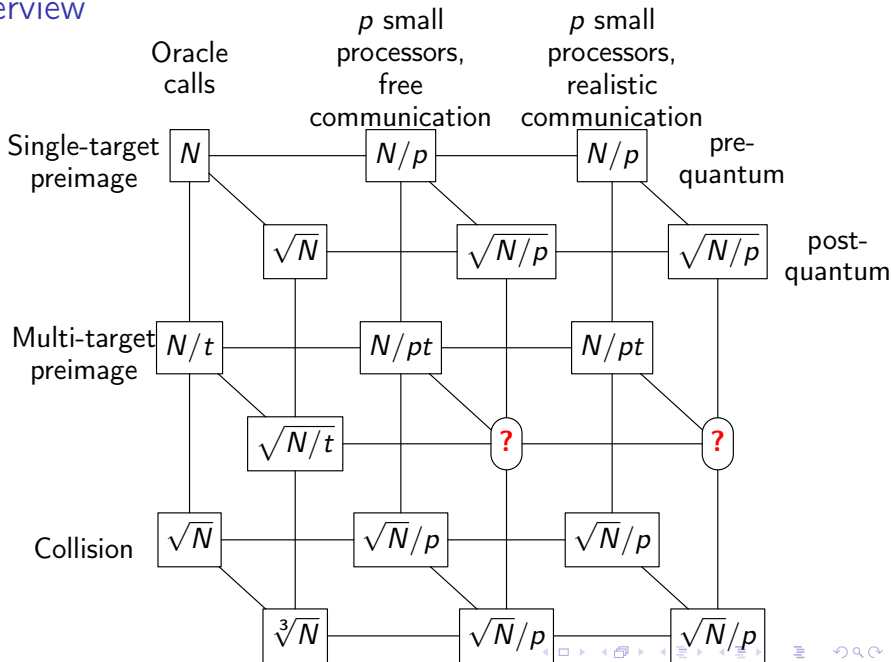 erview
Oracle
calls
p small
processors,
free
communication
p small
processors,
realistic
communication
Single-target
preimage
N
N/p
N/p
pre-
quantum
√N
√N/p
√N/p
post-
quantum
Multi-target
preimage
N/t
N/pt
N/pt
√N/t
?
?
Collision
√N
√N/p
√N/p
∛N
√N/p
√N/p